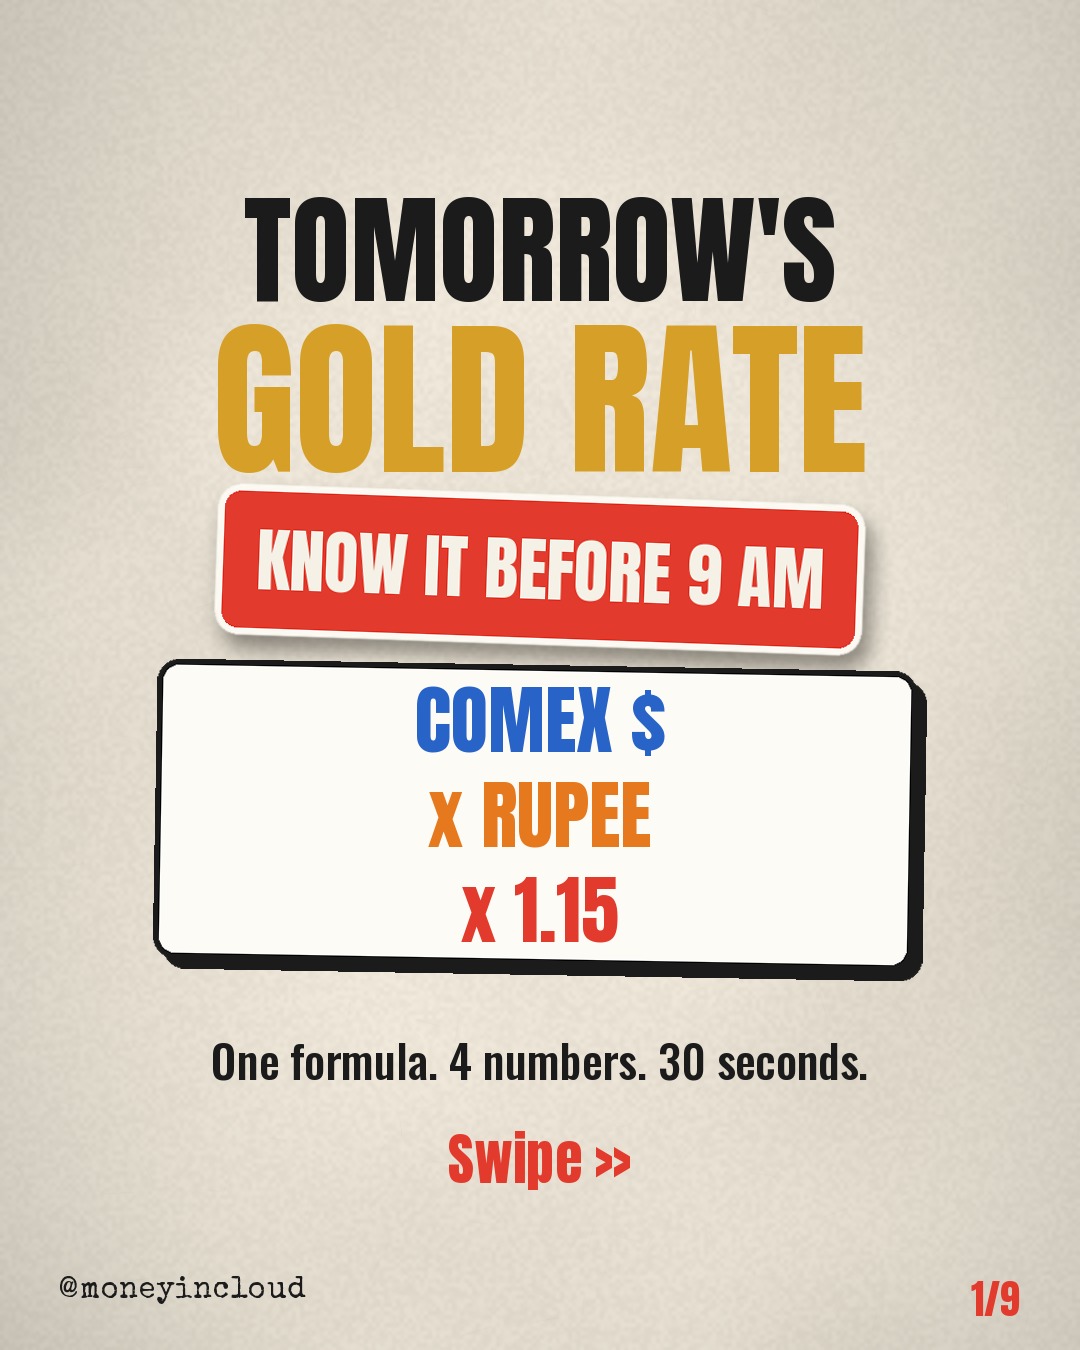 TOMORROW'S
GOLD RATE
KNOW IT BEFORE 9 AM
COMEX $
x RUPEE
x 1.15
One formula. 4 numbers. 30 seconds.
Swipe >>
@moneyincloud
1/9